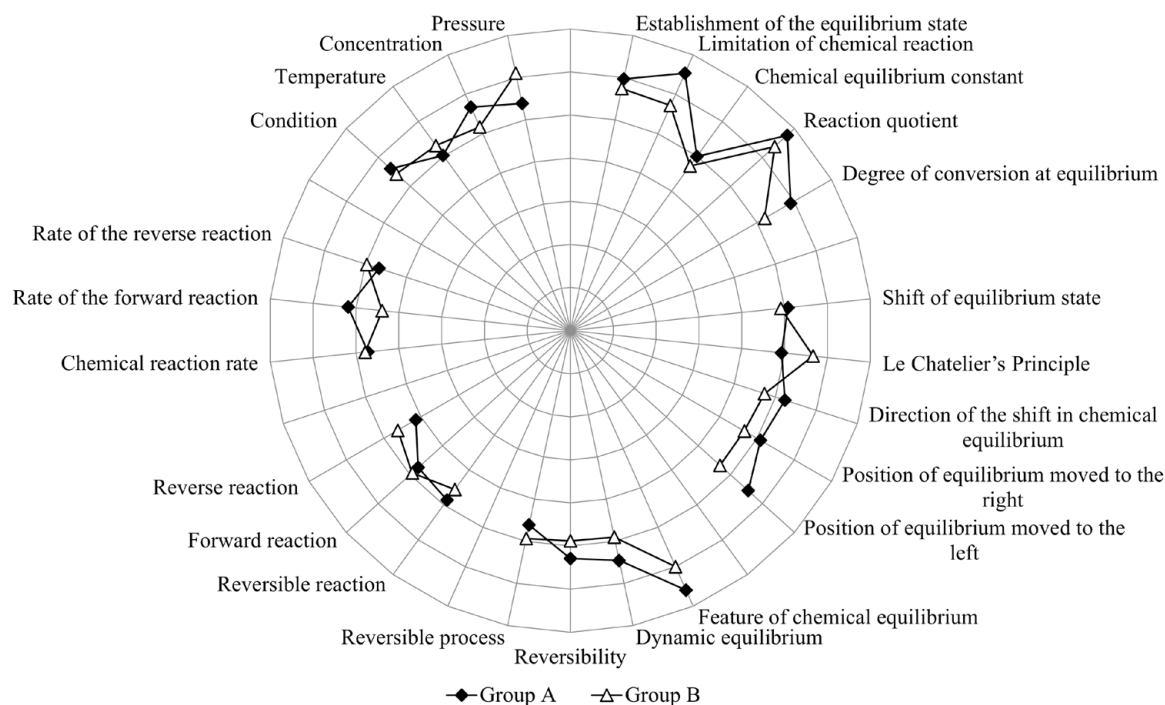 Pressure
Establishment of the equilibrium state
Concentration
Limitation of chemical reaction
Temperature
Chemical equilibrium constant
Condition
Reaction quotient
Degree of conversion at equilibrium
Rate of the reverse reaction
Rate of the forward reaction
Shift of equilibrium state
Chemical reaction rate
Le Chatelier’s Principle
Direction of the shift in chemical
equilibrium
Reverse reaction
Position of equilibrium moved to the
right
Forward reaction
Position of equilibrium moved to the
left
Reversible reaction
Feature of chemical equilibrium
Reversible process
Dynamic equilibrium
Reversibility
Group A
Group B